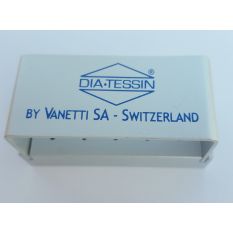 DIA•TESSIN®
BY VANETTI SA - SWITZERLAND